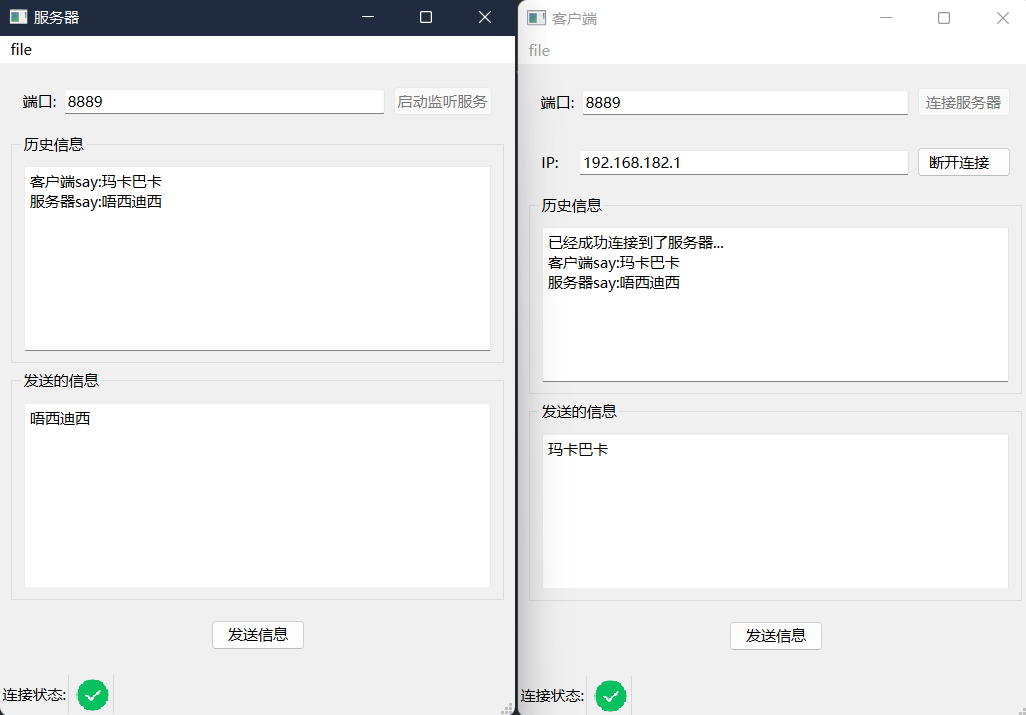 服务器
file
端口:
8889
启动监听服务
历史信息
客户端say:玛卡巴卡
服务器say:唔西迪西
发送的信息
唔西迪西
发送信息
连接状态:
客户端
file
端口:
8889
连接服务器
IP:
192.168.182.1
断开连接
历史信息
已经成功连接到了服务器...
客户端say:玛卡巴卡
服务器say:唔西迪西
发送的信息
玛卡巴卡
发送信息
连接状态: